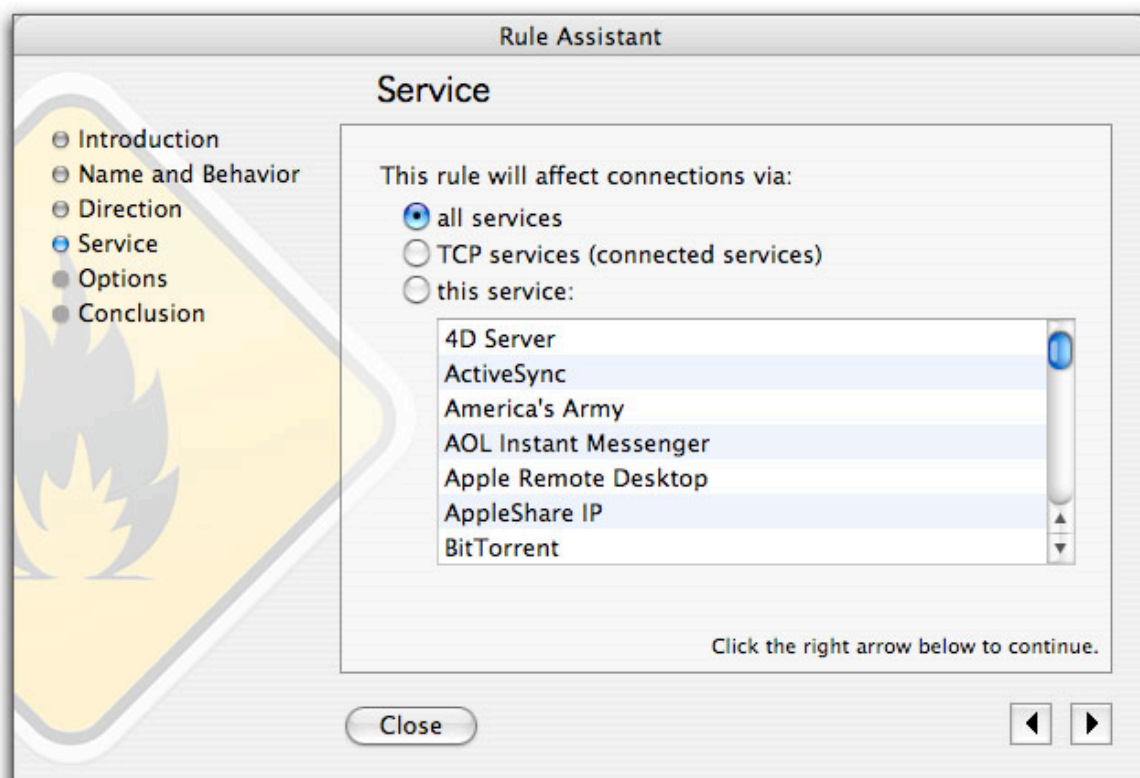 Rule Assistant
Service
Introduction
Name and Behavior
Direction
Service
Options
Conclusion
This rule will affect connections via:
all services
TCP services (connected services)
this service:
4D Server
ActiveSync
America's Army
AOL Instant Messenger
Apple Remote Desktop
AppleShare IP
BitTorrent
Click the right arrow below to continue.
Close